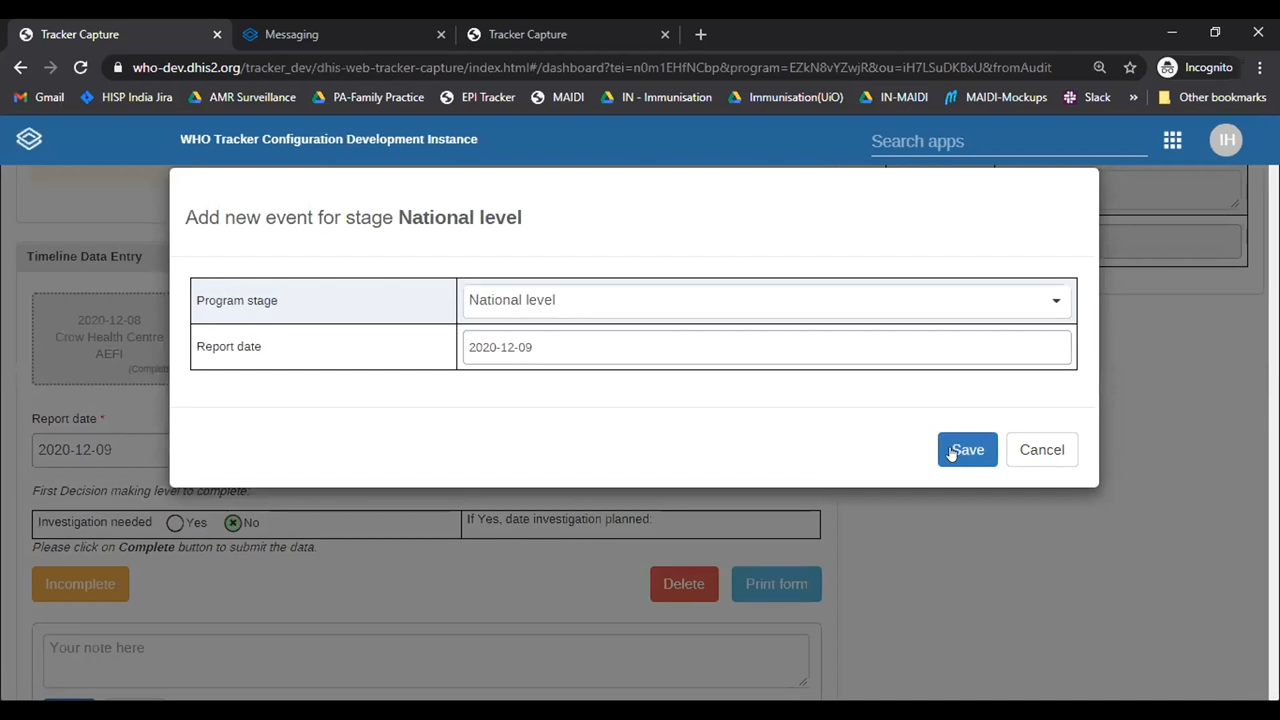 Tracker Capture
Messaging
Tracker Capture
who-dev.dhis2.org/tracker_dev/dhis-web-tracker-capture/index.html#/dashboard?tei=n0m1EHfNCbp&program=EZkN8vYZwjR&ou=iH7LSuDKBxU&fromAudit
Incognito
Gmail
HISP India Jira
AMR Surveillance
PA-Family Practice
EPI Tracker
MAIDI
IN - Immunisation
Immunisation(UiO)
IN-MAIDI
MAIDI-Mockups
Slack
»
Other bookmarks
WHO Tracker Configuration Development Instance
Search apps
IH
Add new event for stage National level
Program stage
National level
Report date
2020-12-09
Save
Cancel
Timeline Data Entry
2020-12-08
Crow Health Centre
AEFI
Report date *
2020-12-09
First Decision making level to complete.
Investigation needed Yes No
If Yes, date investigation planned:
Please click on Complete button to submit the data.
Incomplete
Delete
Print form
Your note here